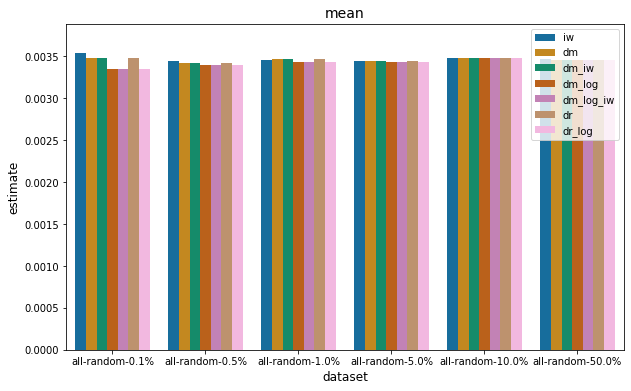 mean
iw
dm
dm_iw
dm_log
dm_log_iw
dr
dr_log
estimate
0.0035
0.0030
0.0025
0.0020
0.0015
0.0010
0.0005
0.0000
all-random-0.1% all-random-0.5% all-random-1.0% all-random-5.0% all-random-10.0% all-random-50.0%
dataset